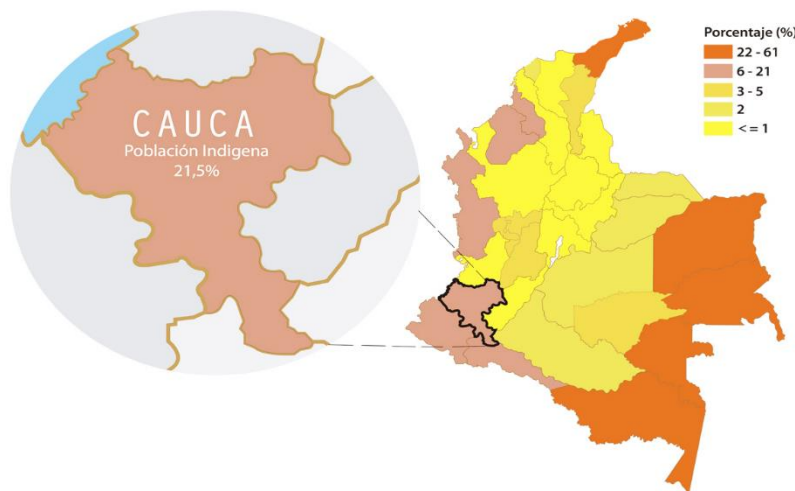 CAUCA
Población Indigena
21,5%
Porcentaje (%)
22 - 61
6 - 21
3 - 5
2
< = 1